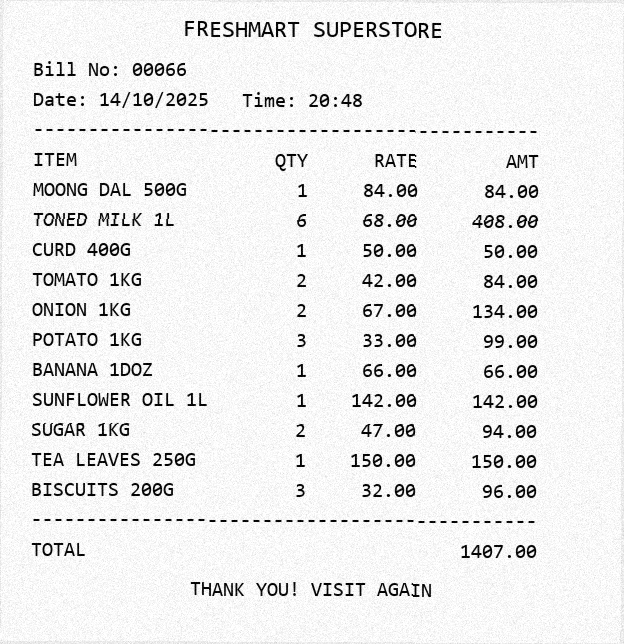 FRESHMART SUPERSTORE
Bill No: 00066
Date: 14/10/2025 Time: 20:48
----------------------------------------------
ITEM QTY RATE AMT
MOONG DAL 500G 1 84.00 84.00
TONED MILK 1L 6 68.00 408.00
CURD 400G 1 50.00 50.00
TOMATO 1KG 2 42.00 84.00
ONION 1KG 2 67.00 134.00
POTATO 1KG 3 33.00 99.00
BANANA 1DOZ 1 66.00 66.00
SUNFLOWER OIL 1L 1 142.00 142.00
SUGAR 1KG 2 47.00 94.00
TEA LEAVES 250G 1 150.00 150.00
BISCUITS 200G 3 32.00 96.00
----------------------------------------------
TOTAL 1407.00
THANK YOU! VISIT AGAIN